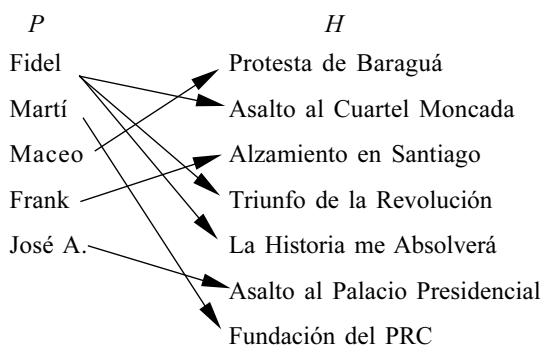 P H
Fidel Protesta de Baraguá
Martí Asalto al Cuartel Moncada
Maceo Alzamiento en Santiago
Frank Triunfo de la Revolución
José A. La Historia me Absolverá
Asalto al Palacio Presidencial
Fundación del PRC